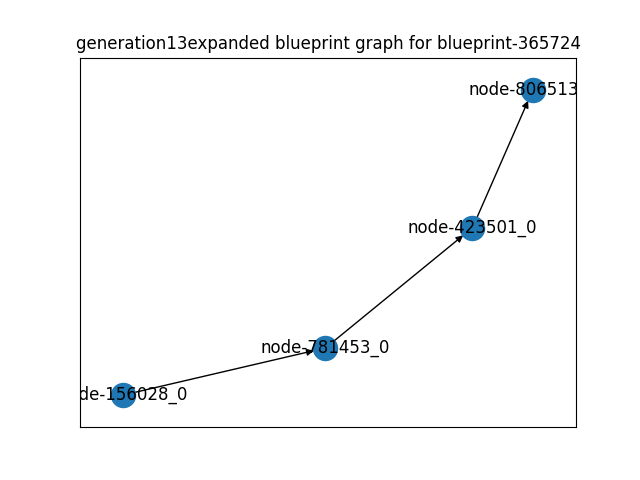 generation13expanded blueprint graph for blueprint-365724
node-806513
node-423501_0
node-781453_0
de-156028_0